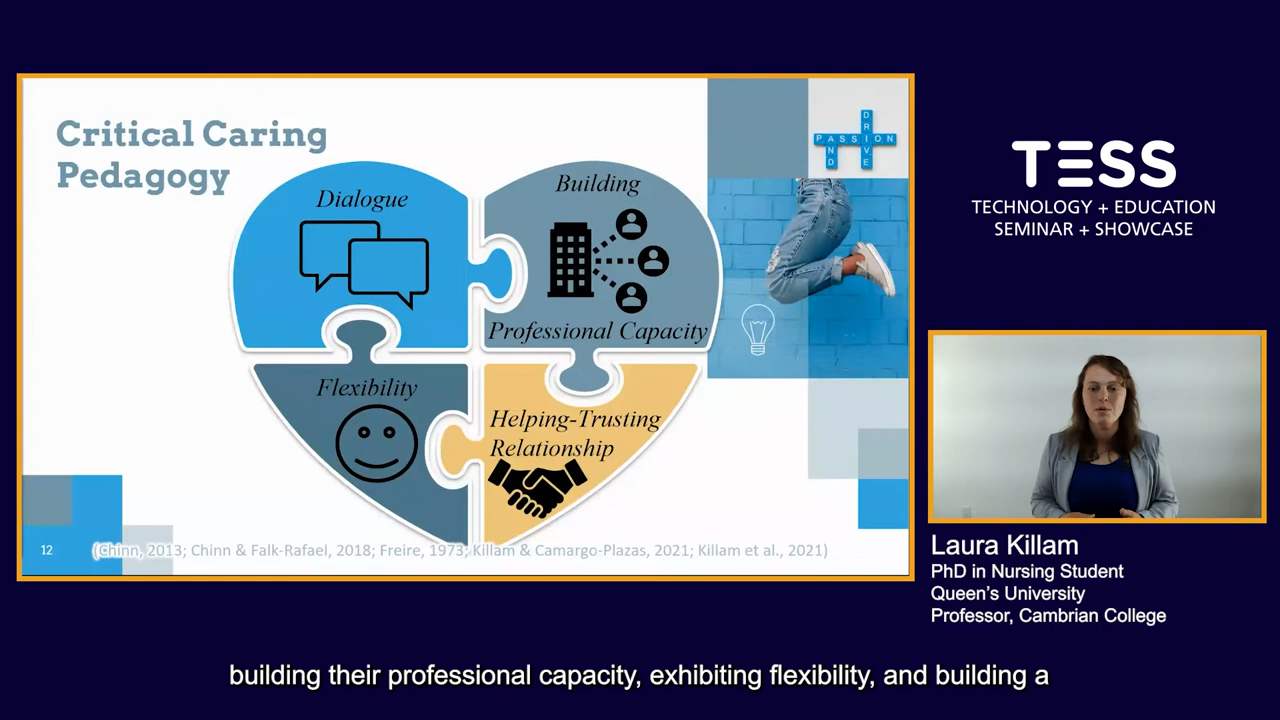 Critical Caring
Pedagogy
Dialogue
Building
Professional Capacity
Flexibility
Helping-Trusting
Relationship
PASSION
AND
DRIVE
12
(Chinn, 2013; Chinn & Falk-Rafael, 2018; Freire, 1973; Killam & Camargo-Plazas, 2021; Killam et al., 2021)
TESS
TECHNOLOGY + EDUCATION
SEMINAR + SHOWCASE
Laura Killam
PhD in Nursing Student
Queen's University
Professor, Cambrian College
building their professional capacity, exhibiting flexibility, and building a